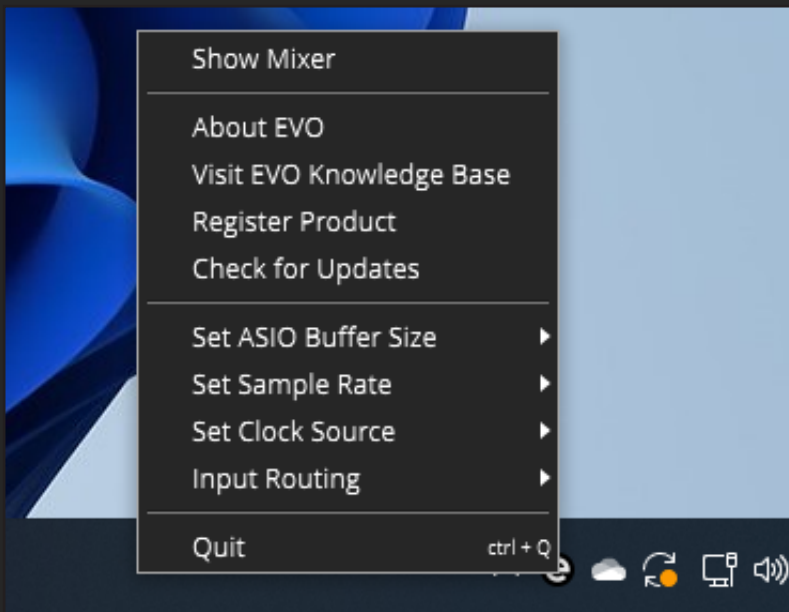 Show Mixer
About EVO
Visit EVO Knowledge Base
Register Product
Check for Updates
Set ASIO Buffer Size
Set Sample Rate
Set Clock Source
Input Routing
Quit ctrl + Q